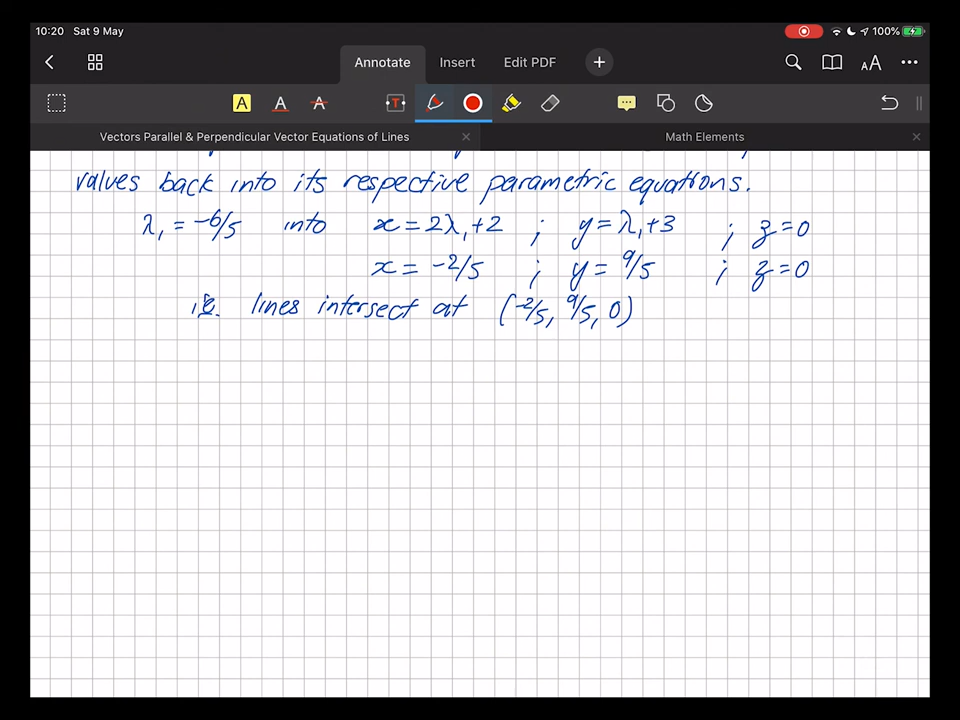 10:20 Sat 9 May 100%
Annotate Insert Edit PDF
A A A T AA
Vectors Parallel & Perpendicular Vector Equations of Lines Math Elements
values back into its respective parametric equations.
λ₁ = -6/5 into x = 2λ₁+2 ; y = λ₁+3 ; z=0
x = -2/5 ; y = 9/5 ; z=0
i.e. lines intersect at (-2/5, 9/5, 0)